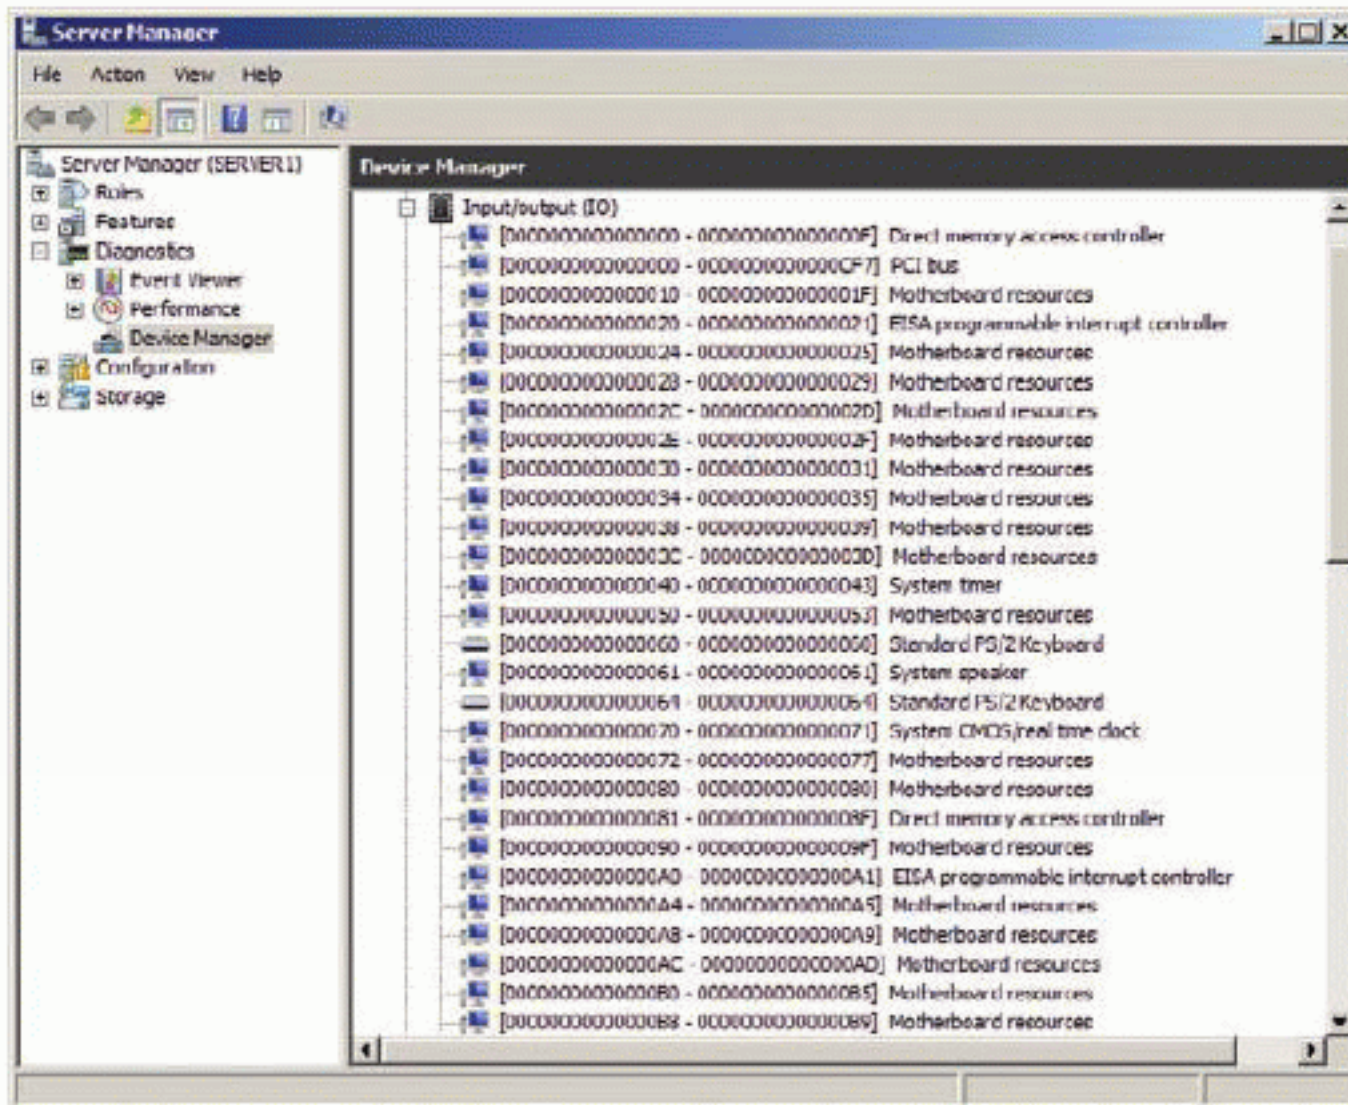 Server Manager
File Action View Help
Server Manager (SERVER1)
Roles
Features
Diagnostics
Event Viewer
Performance
Device Manager
Configuration
Storage
Device Manager
Input/output (IO)
[0000000000000000 - 000000000000000F] Direct memory access controller
[0000000000000000 - 0000000000000CF7] PCI bus
[0000000000000010 - 000000000000001F] Motherboard resources
[0000000000000020 - 0000000000000021] EISA programmable interrupt controller
[0000000000000024 - 0000000000000025] Motherboard resources
[0000000000000028 - 0000000000000029] Motherboard resources
[000000000000002C - 000000000000002D] Motherboard resources
[000000000000002E - 000000000000002F] Motherboard resources
[0000000000000030 - 0000000000000031] Motherboard resources
[0000000000000034 - 0000000000000035] Motherboard resources
[0000000000000038 - 0000000000000039] Motherboard resources
[000000000000003C - 000000000000003D] Motherboard resources
[0000000000000040 - 0000000000000043] System timer
[0000000000000050 - 0000000000000053] Motherboard resources
[0000000000000060 - 0000000000000060] Standard PS/2 Keyboard
[0000000000000061 - 0000000000000061] System speaker
[0000000000000064 - 0000000000000064] Standard PS/2 Keyboard
[0000000000000070 - 0000000000000071] System CMOS/real time clock
[0000000000000072 - 0000000000000077] Motherboard resources
[0000000000000080 - 0000000000000080] Motherboard resources
[0000000000000081 - 000000000000008F] Direct memory access controller
[0000000000000090 - 000000000000009F] Motherboard resources
[00000000000000A0 - 00000000000000A1] EISA programmable interrupt controller
[00000000000000A4 - 00000000000000A5] Motherboard resources
[00000000000000A8 - 00000000000000A9] Motherboard resources
[00000000000000AC - 00000000000000AD] Motherboard resources
[00000000000000B0 - 00000000000000B5] Motherboard resources
[00000000000000B8 - 00000000000000B9] Motherboard resources